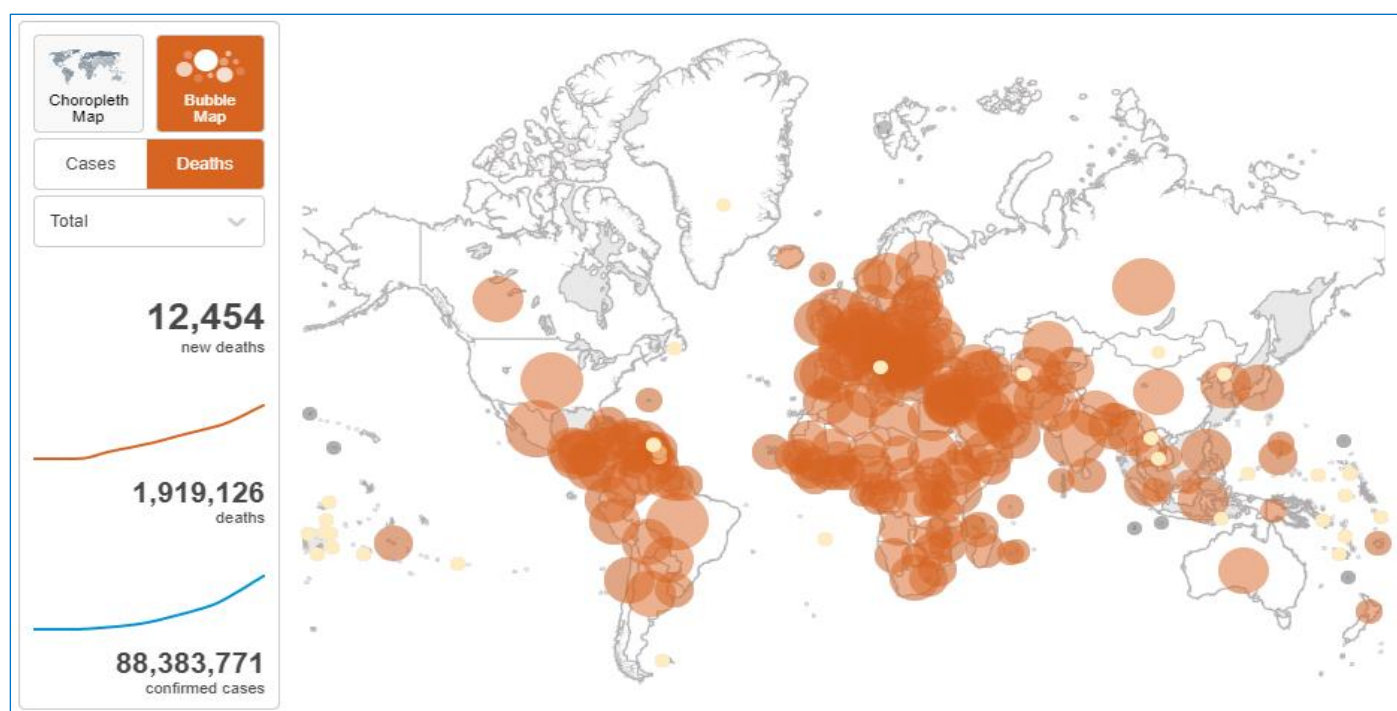 Choropleth
Map
Bubble
Map
Cases
Deaths
Total
12,454
new deaths
1,919,126
deaths
88,383,771
confirmed cases